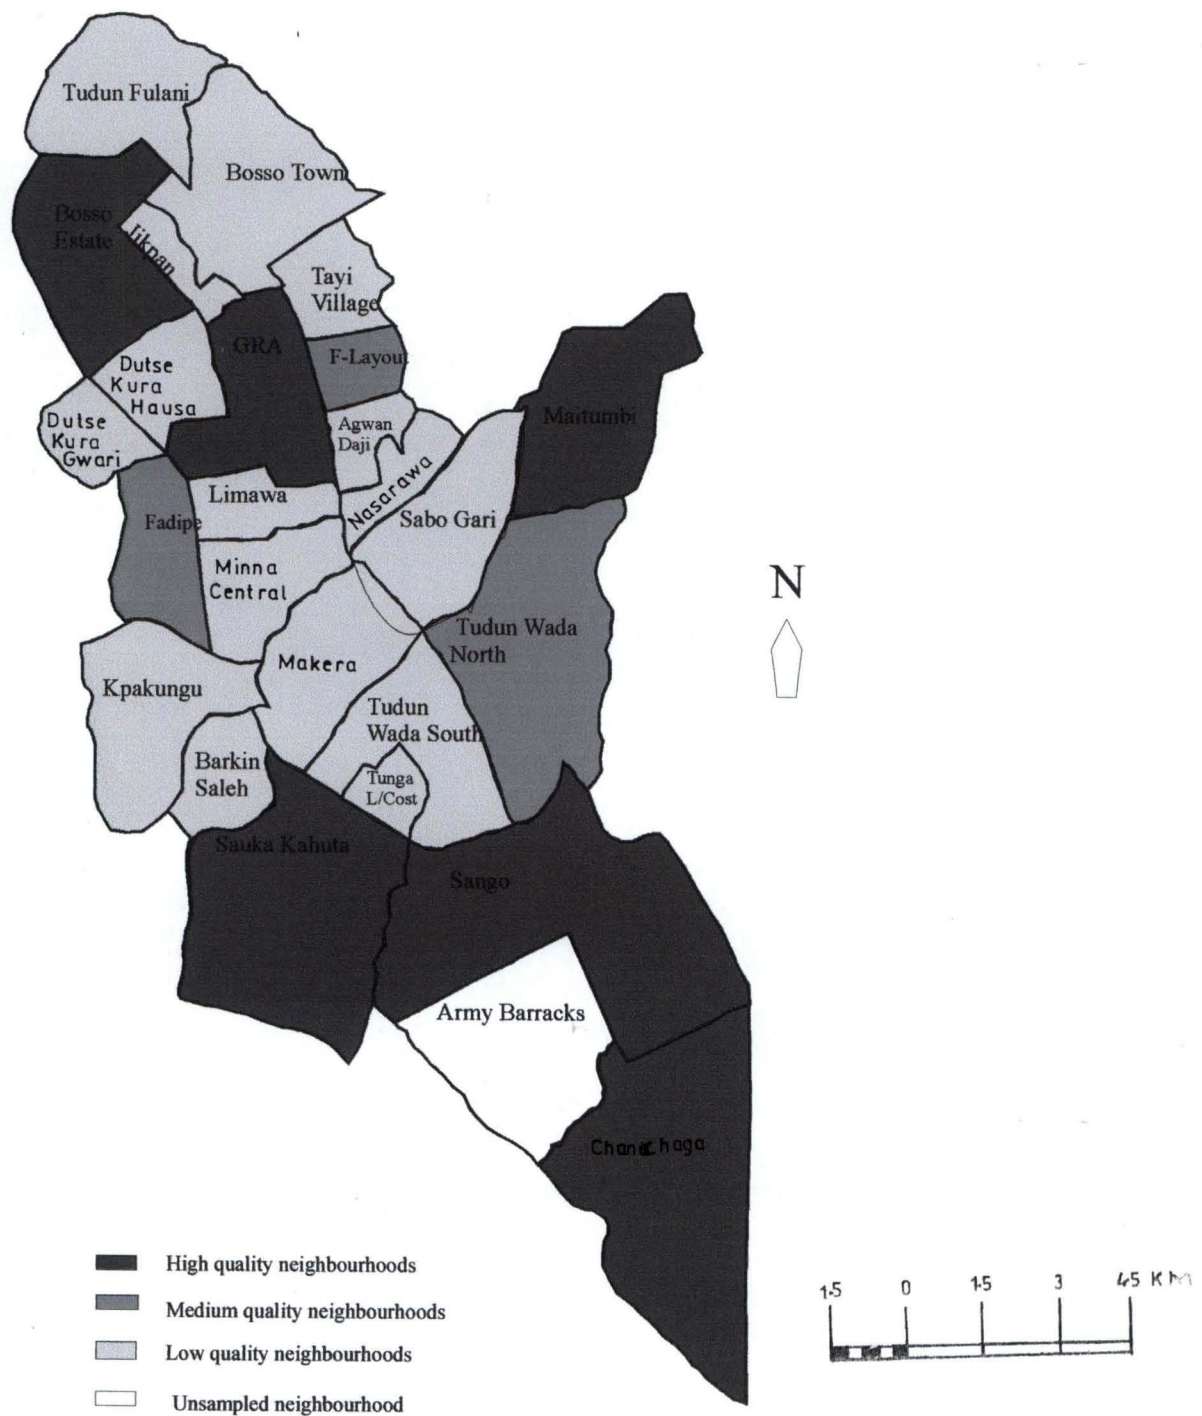 Tudun Fulani
Bosso Town
Bosso
Estate
Jikpan
Tayi
Village
GRA
F-Layout
Dutse
Kura
Hausa
Maitumbi
Dutse
Kura
Gwari
Agwan
Daji
Nasarawa
Limawa
Sabo Gari
Fadipe
Minna
Central
N
Tudun Wada
North
Makera
Kpakungu
Tudun
Wada South
Barkin
Saleh
Tunga
L/Cost
Sauka Kahuta
Sango
Army Barracks
Chanchaga
High quality neighbourhoods
Medium quality neighbourhoods
Low quality neighbourhoods
Unsampled neighbourhood
1.5 0 1.5 3 4.5 KM